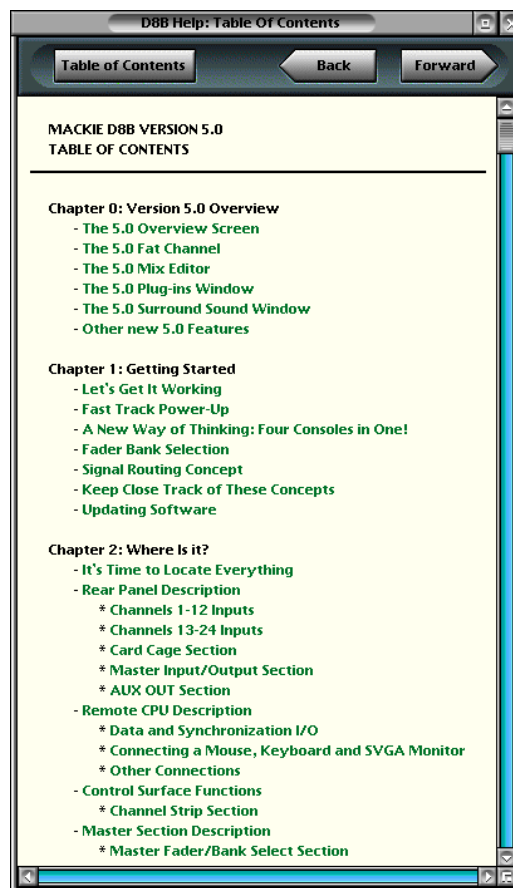 D8B Help: Table Of Contents
Table of Contents
Back
Forward
MACKIE D8B VERSION 5.0
TABLE OF CONTENTS
Chapter 0: Version 5.0 Overview
- The 5.0 Overview Screen
- The 5.0 Fat Channel
- The 5.0 Mix Editor
- The 5.0 Plug-ins Window
- The 5.0 Surround Sound Window
- Other new 5.0 Features
Chapter 1: Getting Started
- Let's Get It Working
- Fast Track Power-Up
- A New Way of Thinking: Four Consoles in One!
- Fader Bank Selection
- Signal Routing Concept
- Keep Close Track of These Concepts
- Updating Software
Chapter 2: Where Is it?
- It's Time to Locate Everything
- Rear Panel Description
* Channels 1-12 Inputs
* Channels 13-24 Inputs
* Card Cage Section
* Master Input/Output Section
* AUX OUT Section
- Remote CPU Description
* Data and Synchronization I/O
* Connecting a Mouse, Keyboard and SVGA Monitor
* Other Connections
- Control Surface Functions
* Channel Strip Section
- Master Section Description
* Master Fader/Bank Select Section